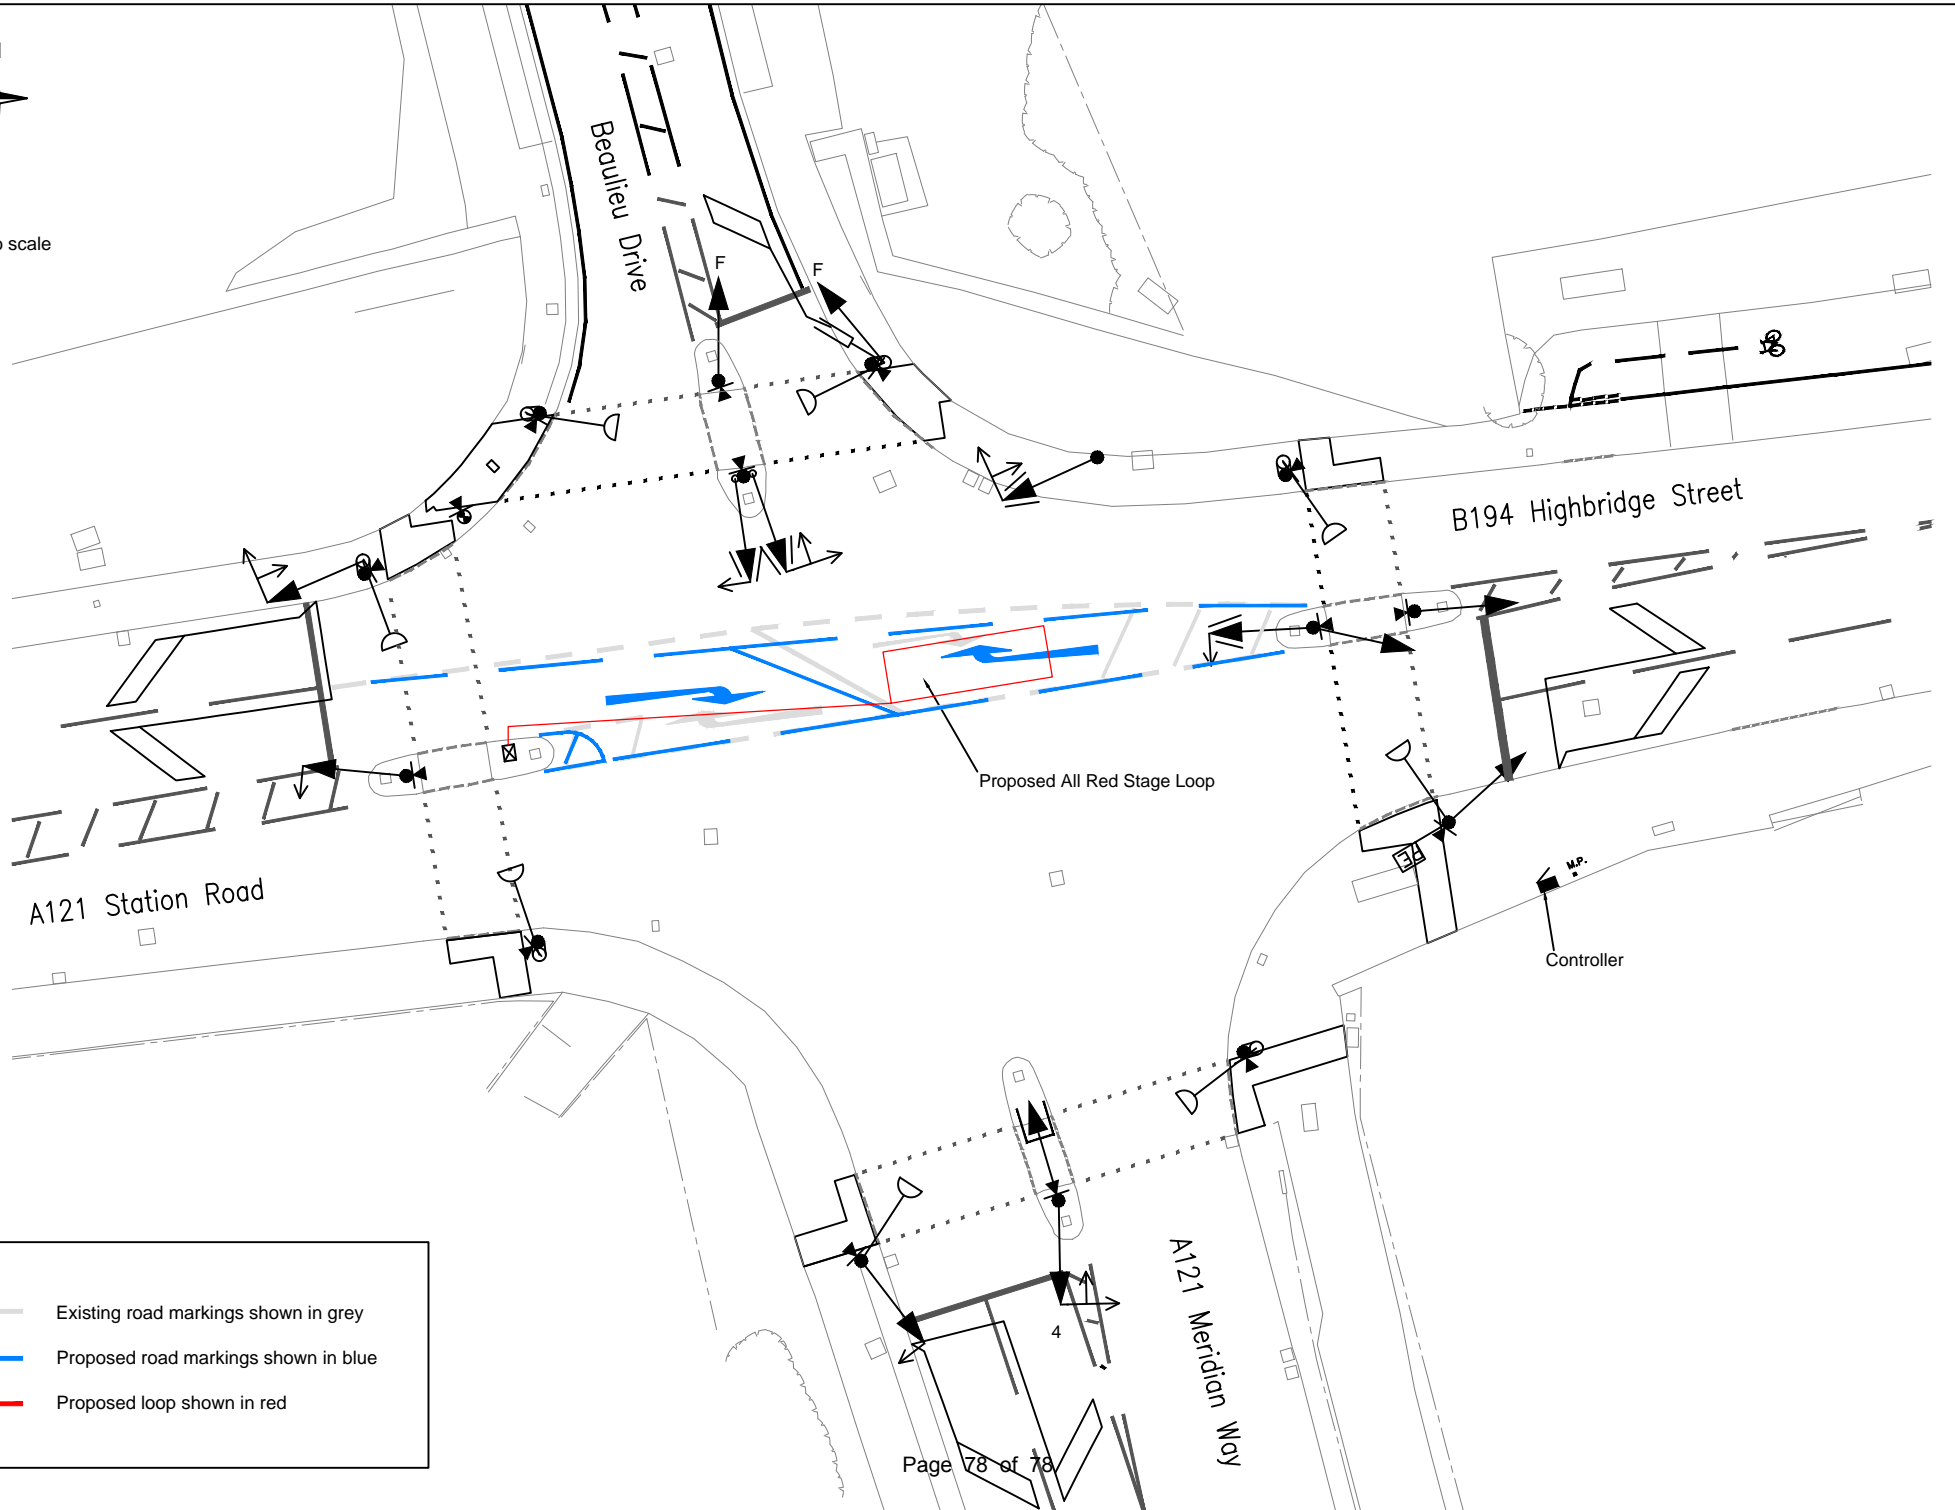 o scale
Beaulieu Drive
F
F
B194 Highbridge Street
Proposed All Red Stage Loop
A121 Station Road
M.P.
Controller
A121 Meridian Way
4
Existing road markings shown in grey
Proposed road markings shown in blue
Proposed loop shown in red
Page 78 of 78